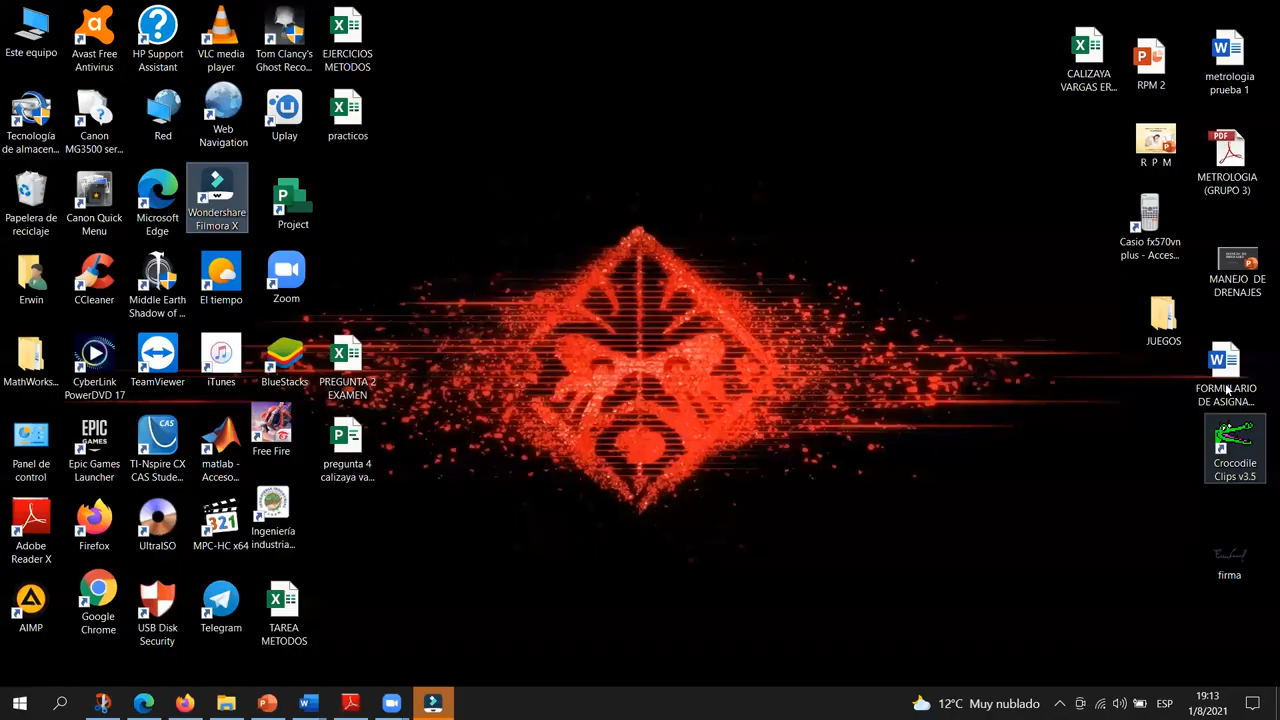 Este equipo
Avast Free
Antivirus
HP Support
Assistant
VLC media
player
Tom Clancy's
Ghost Reco...
EJERCICIOS
METODOS
Tecnología
de almacen...
Canon
MG3500 ser...
Red
Web
Navigation
Uplay
practicos
Papelera de
reciclaje
Canon Quick
Menu
Microsoft
Edge
Wondershare
Filmora X
Project
Erwin
CCleaner
Middle Earth
Shadow of ...
El tiempo
Zoom
MathWorks...
CyberLink
PowerDVD 17
TeamViewer
iTunes
BlueStacks
PREGUNTA 2
EXAMEN
Panel de
control
EPIC
GAMES
Epic Games
Launcher
CAS
TI-Nspire CX
CAS Stude...
matlab -
Acceso...
Free Fire
pregunta 4
calizaya va...
Adobe
Reader X
Firefox
UltraISO
321
MPC-HC x64
Ingeniería
industria...
AIMP
Google
Chrome
USB Disk
Security
Telegram
TAREA
METODOS
CALIZAYA
VARGAS ER...
RPM 2
metrologia
prueba 1
R P M
PDF
METROLOGIA
(GRUPO 3)
Casio fx570vn
plus - Acces...
MANEJO DE
DRENAJES
JUEGOS
FORMULARIO
DE ASIGNA...
Crocodile
Clips v3.5
firma
12°C Muy nublado
ESP
19:13
1/8/2021